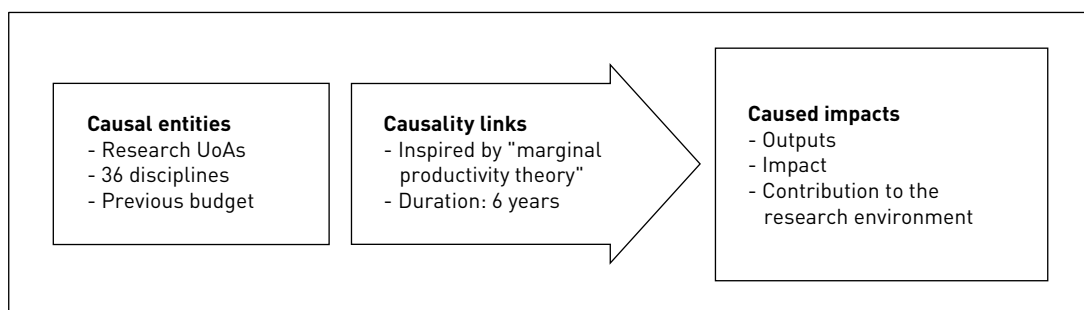 Causal entities
- Research UoAs
- 36 disciplines
- Previous budget
Causality links
- Inspired by "marginal
productivity theory"
- Duration: 6 years
Caused impacts
- Outputs
- Impact
- Contribution to the
research environment